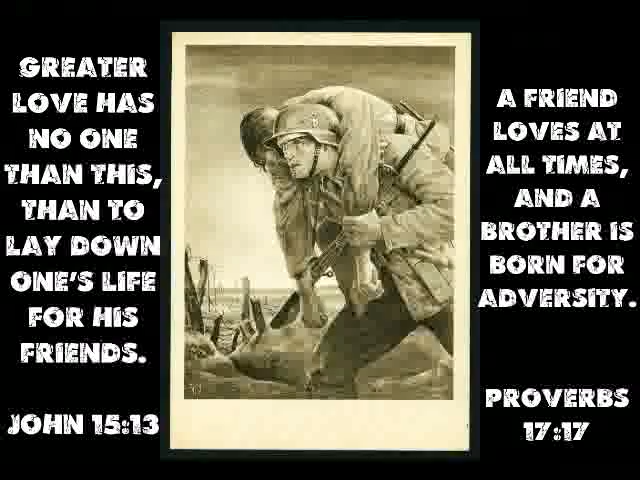 GREATER
LOVE HAS
NO ONE
THAN THIS,
THAN TO
LAY DOWN
ONE'S LIFE
FOR HIS
FRIENDS.
JOHN 15:13
A FRIEND
LOVES AT
ALL TIMES,
AND A
BROTHER IS
BORN FOR
ADVERSITY.
PROVERBS
17:17